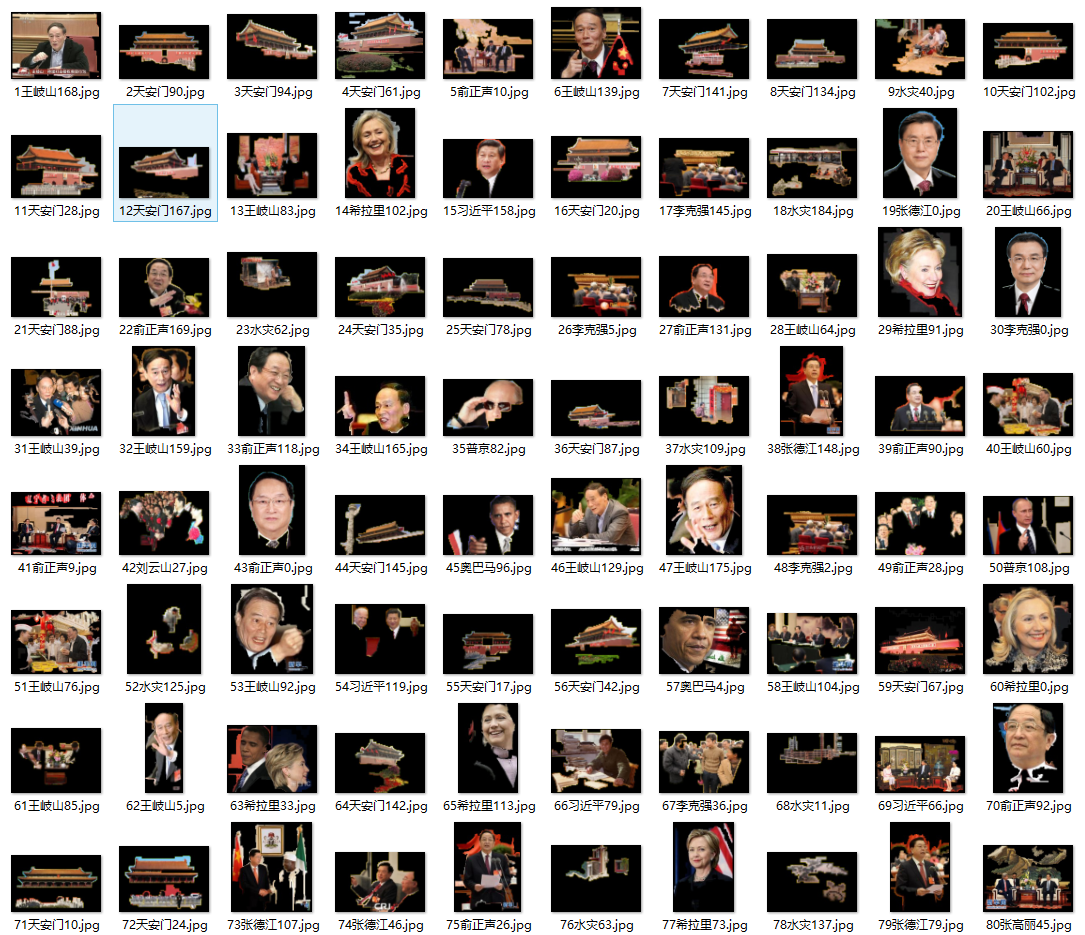 1王岐山168.jpg 2天安门90.jpg 3天安门94.jpg 4天安门61.jpg 5俞正声10.jpg 6王岐山139.jpg 7天安门141.jpg 8天安门134.jpg 9水灾40.jpg 10天安门102.jpg
11天安门28.jpg 12天安门167.jpg 13王岐山83.jpg 14希拉里102.jpg 15习近平158.jpg 16天安门20.jpg 17李克强145.jpg 18水灾184.jpg 19张德江0.jpg 20王岐山66.jpg
21天安门88.jpg 22俞正声169.jpg 23水灾62.jpg 24天安门35.jpg 25天安门78.jpg 26李克强5.jpg 27俞正声131.jpg 28王岐山64.jpg 29希拉里91.jpg 30李克强0.jpg
31王岐山39.jpg 32王岐山159.jpg 33俞正声118.jpg 34王岐山165.jpg 35普京82.jpg 36天安门87.jpg 37水灾109.jpg 38张德江148.jpg 39俞正声90.jpg 40王岐山60.jpg
41俞正声9.jpg 42刘云山27.jpg 43俞正声0.jpg 44天安门145.jpg 45奥巴马96.jpg 46王岐山129.jpg 47王岐山175.jpg 48李克强2.jpg 49俞正声28.jpg 50普京108.jpg
51王岐山76.jpg 52水灾125.jpg 53王岐山92.jpg 54习近平119.jpg 55天安门17.jpg 56天安门42.jpg 57奥巴马4.jpg 58王岐山104.jpg 59天安门67.jpg 60希拉里0.jpg
61王岐山85.jpg 62王岐山5.jpg 63希拉里33.jpg 64天安门142.jpg 65希拉里113.jpg 66习近平79.jpg 67李克强36.jpg 68水灾11.jpg 69习近平66.jpg 70俞正声92.jpg
71天安门10.jpg 72天安门24.jpg 73张德江107.jpg 74张德江46.jpg 75俞正声26.jpg 76水灾63.jpg 77希拉里73.jpg 78水灾137.jpg 79张德江79.jpg 80张高丽45.jpg